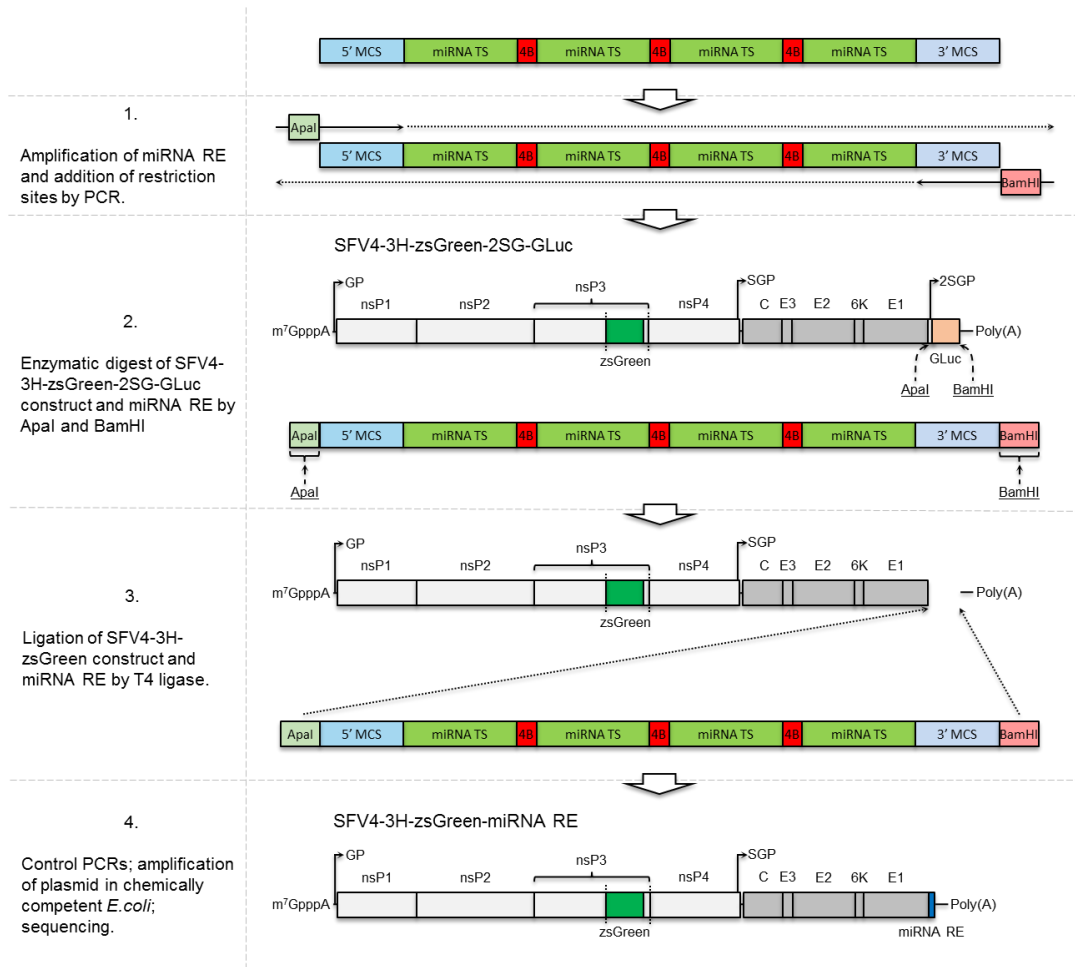 5’ MCS miRNA TS 4B miRNA TS 4B miRNA TS 4B miRNA TS 3’ MCS
1.
Amplification of miRNA RE
and addition of restriction
sites by PCR.
ApaI
5’ MCS miRNA TS 4B miRNA TS 4B miRNA TS 4B miRNA TS 3’ MCS
BamHI
2.
Enzymatic digest of SFV4-
3H-zsGreen-2SG-GLuc
construct and miRNA RE by
ApaI and BamHI
SFV4-3H-zsGreen-2SG-GLuc
GP SGP 2SGP
nsP1 nsP2 nsP3 nsP4 C E3 E2 6K E1
m⁷GpppA Poly(A)
zsGreen GLuc
ApaI BamHI
ApaI 5’ MCS miRNA TS 4B miRNA TS 4B miRNA TS 4B miRNA TS 3’ MCS BamHI
ApaI BamHI
3.
Ligation of SFV4-3H-
zsGreen construct and
miRNA RE by T4 ligase.
GP SGP
nsP1 nsP2 nsP3 nsP4 C E3 E2 6K E1
m⁷GpppA Poly(A)
zsGreen
ApaI 5’ MCS miRNA TS 4B miRNA TS 4B miRNA TS 4B miRNA TS 3’ MCS BamHI
4.
Control PCRs; amplification
of plasmid in chemically
competent E.coli;
sequencing.
SFV4-3H-zsGreen-miRNA RE
GP SGP
nsP1 nsP2 nsP3 nsP4 C E3 E2 6K E1
m⁷GpppA Poly(A)
zsGreen miRNA RE